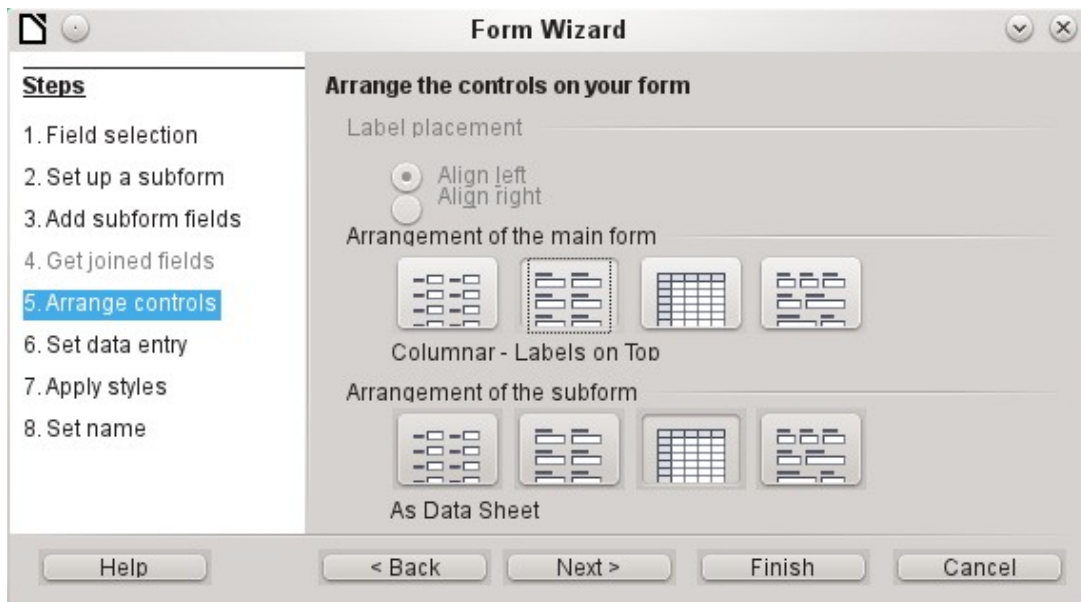 Form Wizard
Steps
1. Field selection
2. Set up a subform
3. Add subform fields
4. Get joined fields
5. Arrange controls
6. Set data entry
7. Apply styles
8. Set name
Arrange the controls on your form
Label placement
Align left
Align right
Arrangement of the main form
Columnar - Labels on Top
Arrangement of the subform
As Data Sheet
Help
< Back
Next >
Finish
Cancel